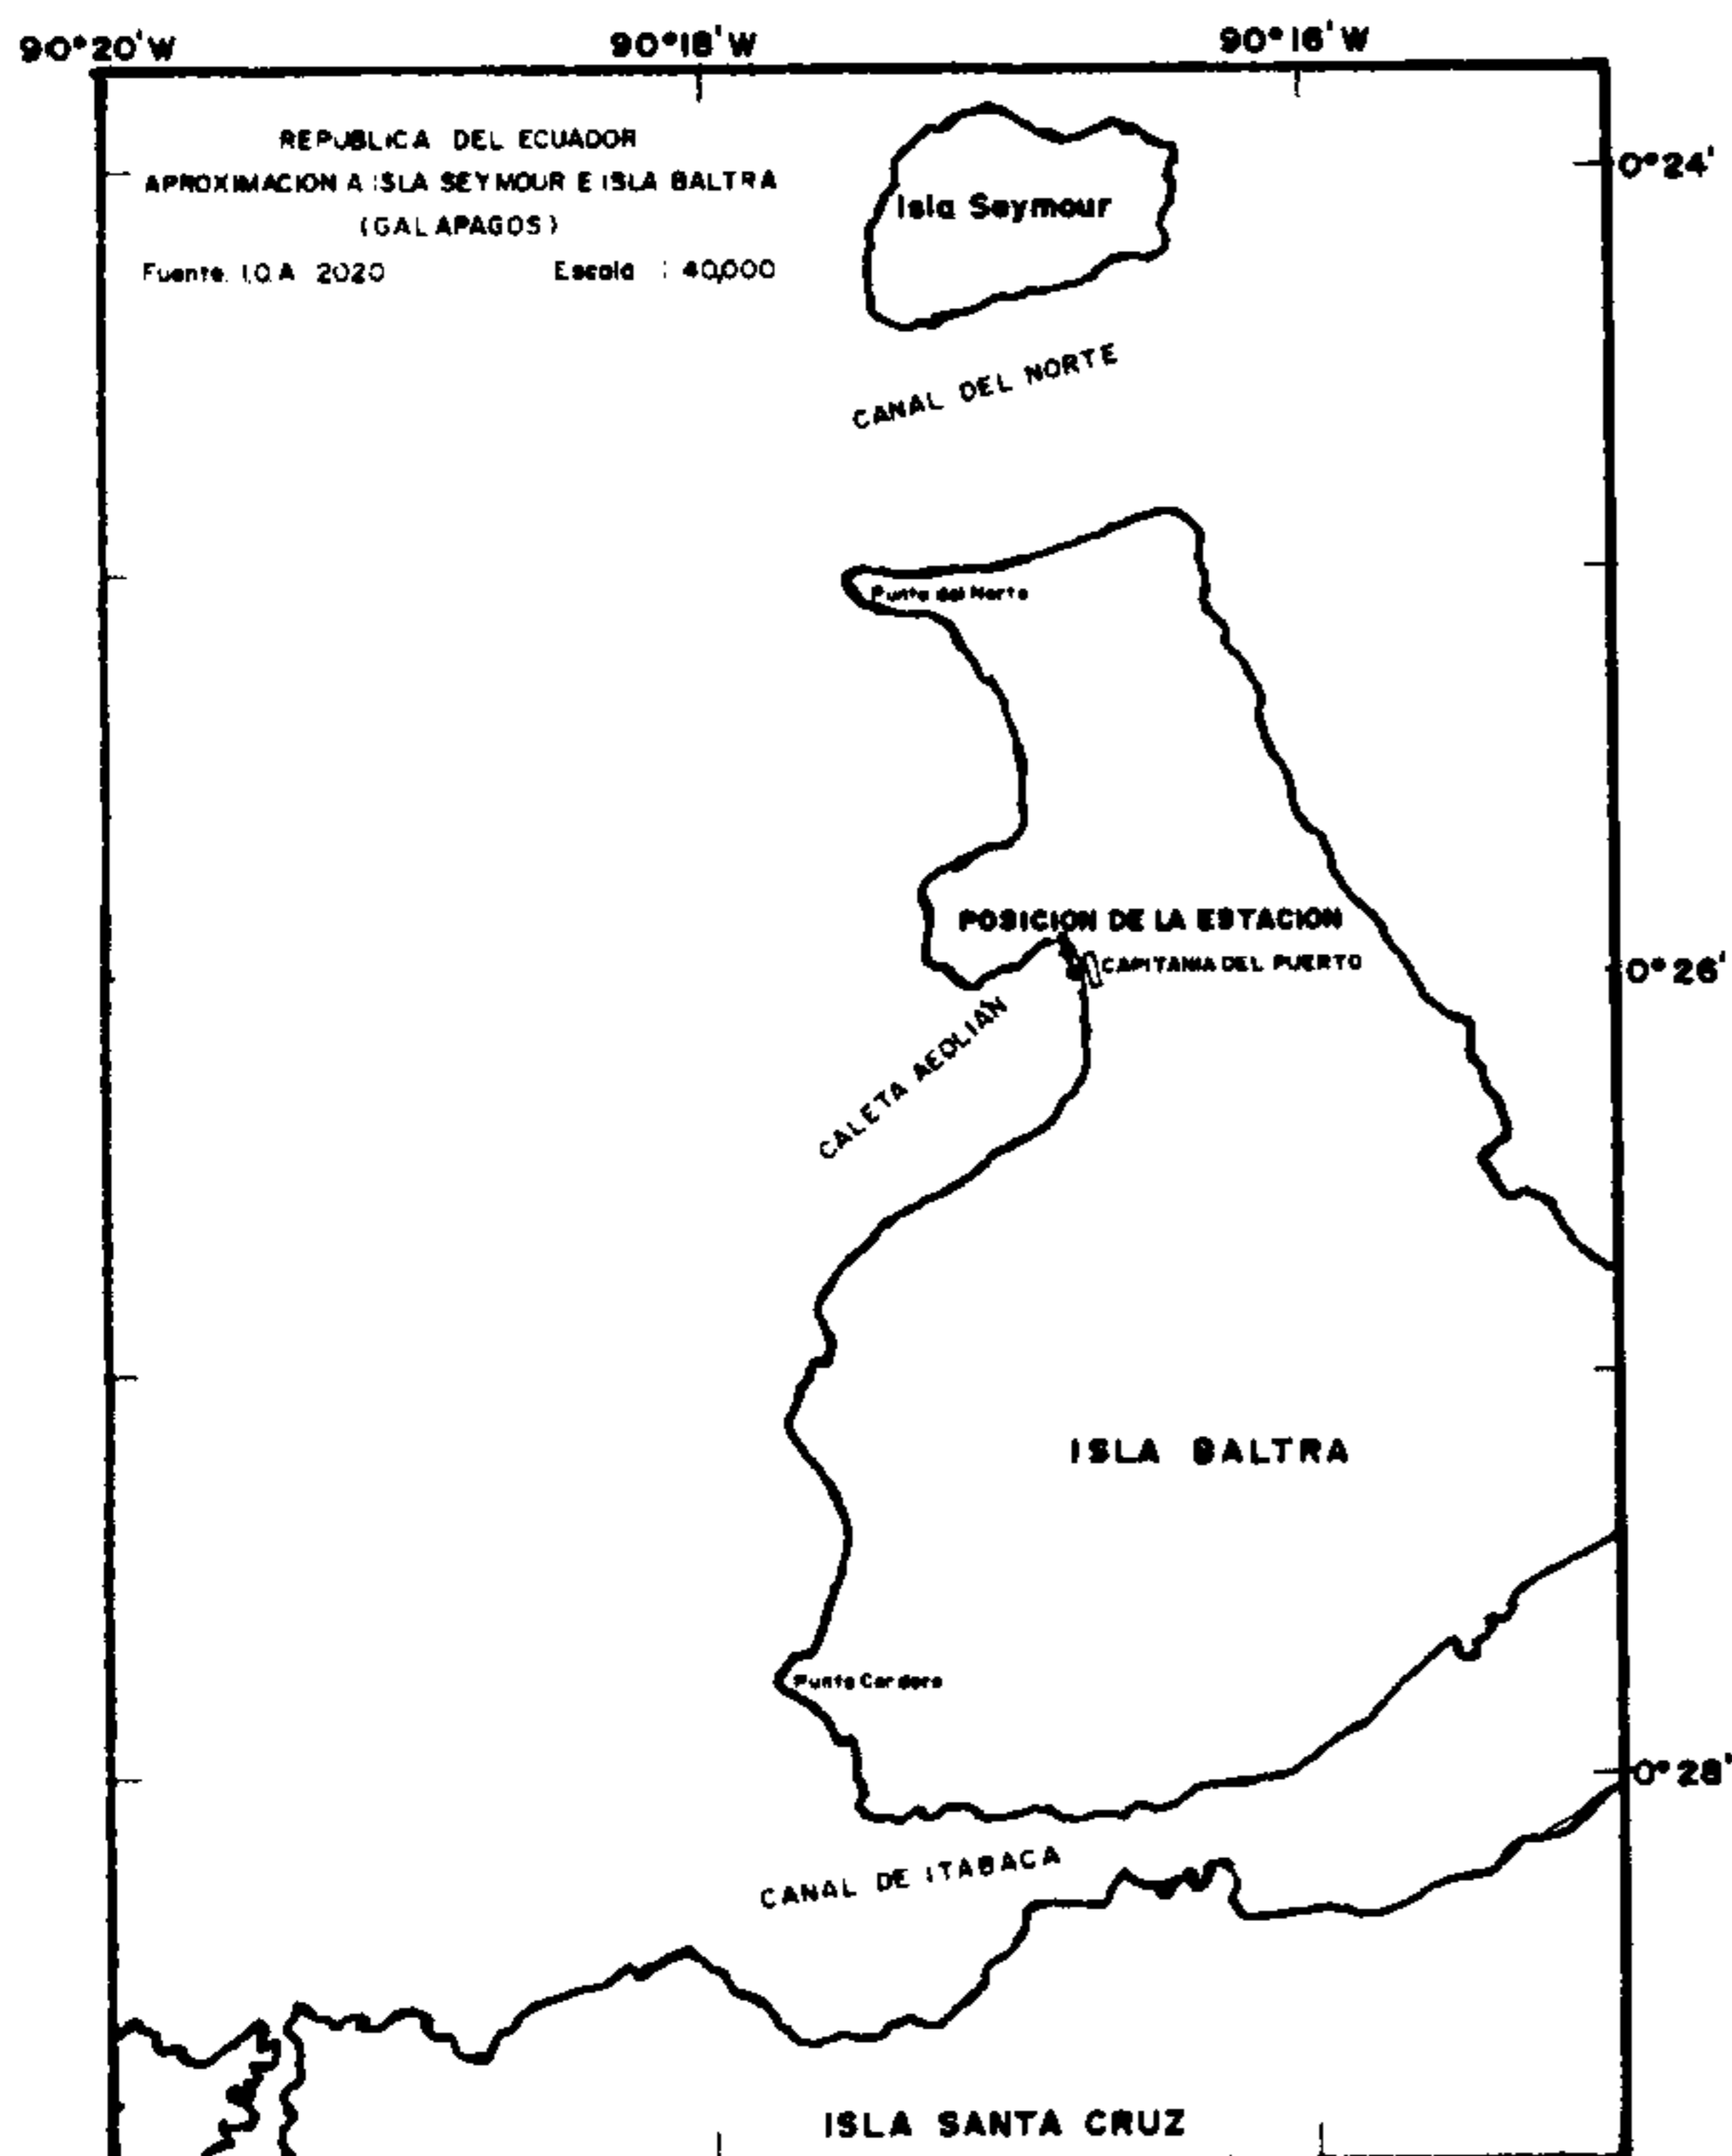 90°20'W 90°18'W 90°16'W
REPUBLICA DEL ECUADOR
APROXIMACION A ISLA SEYMOUR E ISLA BALTRA
(GALAPAGOS)
Fuente. I.O.A 2020 Escala : 40,000
0°24'
Isla Seymour
CANAL DEL NORTE
Punta del Norte
POSICION DE LA ESTACION
CAPITANIA DEL PUERTO
0°26'
CALETA AEOLIAN
ISLA BALTRA
Punta Cordero
0°28'
CANAL DE ITABACA
ISLA SANTA CRUZ